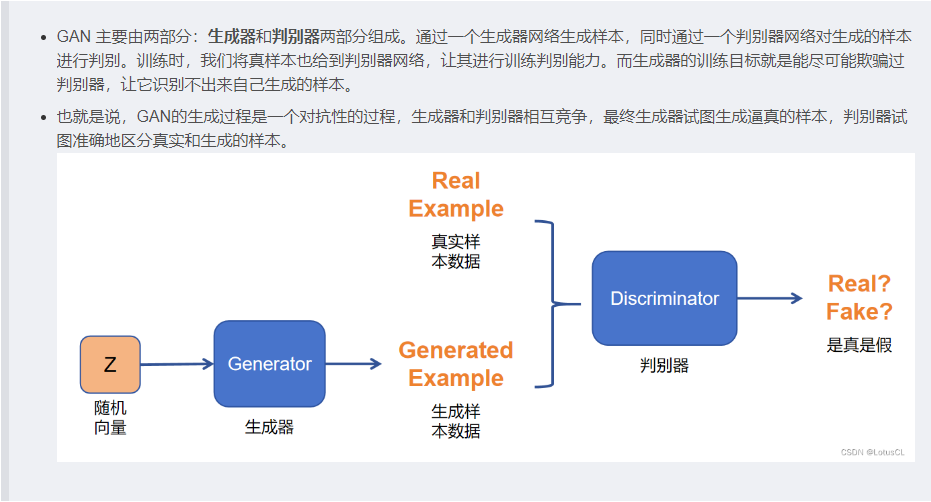 GAN 主要由两部分：生成器和判别器两部分组成。通过一个生成器网络生成样本，同时通过一个判别器网络对生成的样本
进行判别。训练时，我们将真样本也给到判别器网络，让其进行训练判别能力。而生成器的训练目标就是能尽可能欺骗过
判别器，让它识别不出来自己生成的样本。
也就是说，GAN的生成过程是一个对抗性的过程，生成器和判别器相互竞争，最终生成器试图生成逼真的样本，判别器试
图准确地区分真实和生成的样本。
Real
Example
真实样
本数据
Z
随机
向量
Generator
生成器
Generated
Example
生成样
本数据
Discriminator
判别器
Real?
Fake?
是真是假
CSDN @LotusCL